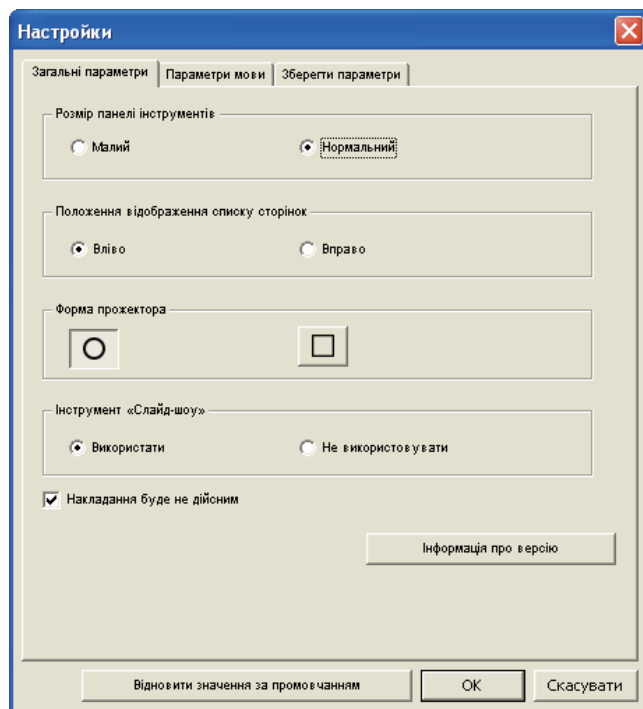 Настройки
Загальні параметри Параметри мови Зберегти параметри
Розмір панелі інструментів
Малий Нормальний
Положення відображення списку сторінок
Вліво Вправо
Форма прожектора
Інструмент «Слайд-шоу»
Використати Не використовувати
Накладання буде не дійсним
Інформація про версію
Відновити значення за промовчанням OK Скасувати